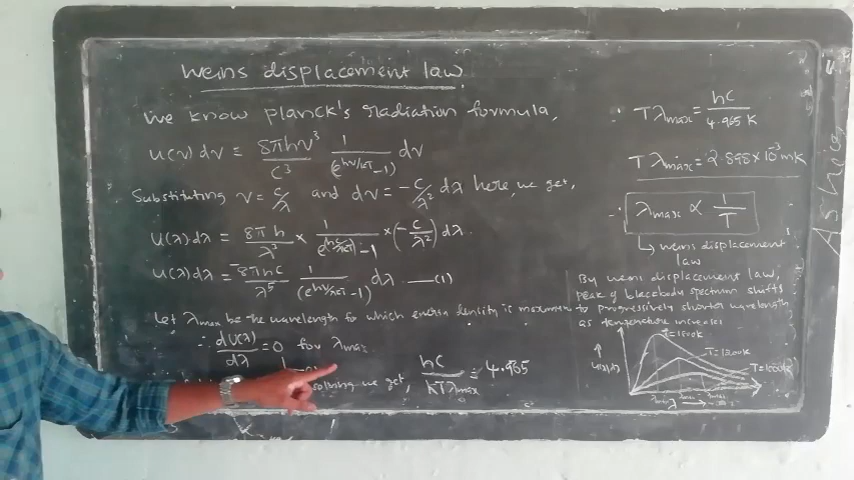 weins displacement law
we know planck's radiation formula,
u(ν)dν = 8πhν³/c³ 1/(e^(hν/kT)-1) dν
Substituting ν = c/λ and dν = -c/λ² dλ here, we get,
u(λ)dλ = 8πh/λ³ × 1/(e^(hc/λkT)-1) × (-c/λ²) dλ.
u(λ)dλ = -8πhc/λ⁵ 1/(e^(hν/λkT)-1) dλ —(1)
Let λmax be the wavelength for which energy density is maximum
∴ dU(λ)/dλ = 0 for λmax
solving we get, hc/kTλmax = 4.965
∴ Tλmax = hc/4.965 K
Tλmax = 2.898 × 10⁻³ mK
∴ λmax ∝ 1/T
↳ weins displacement
law
By weins displacement law,
peak of blackbody spectrum shifts
to progressively shorter wavelength
as temperature increases
T=1200K
λ →